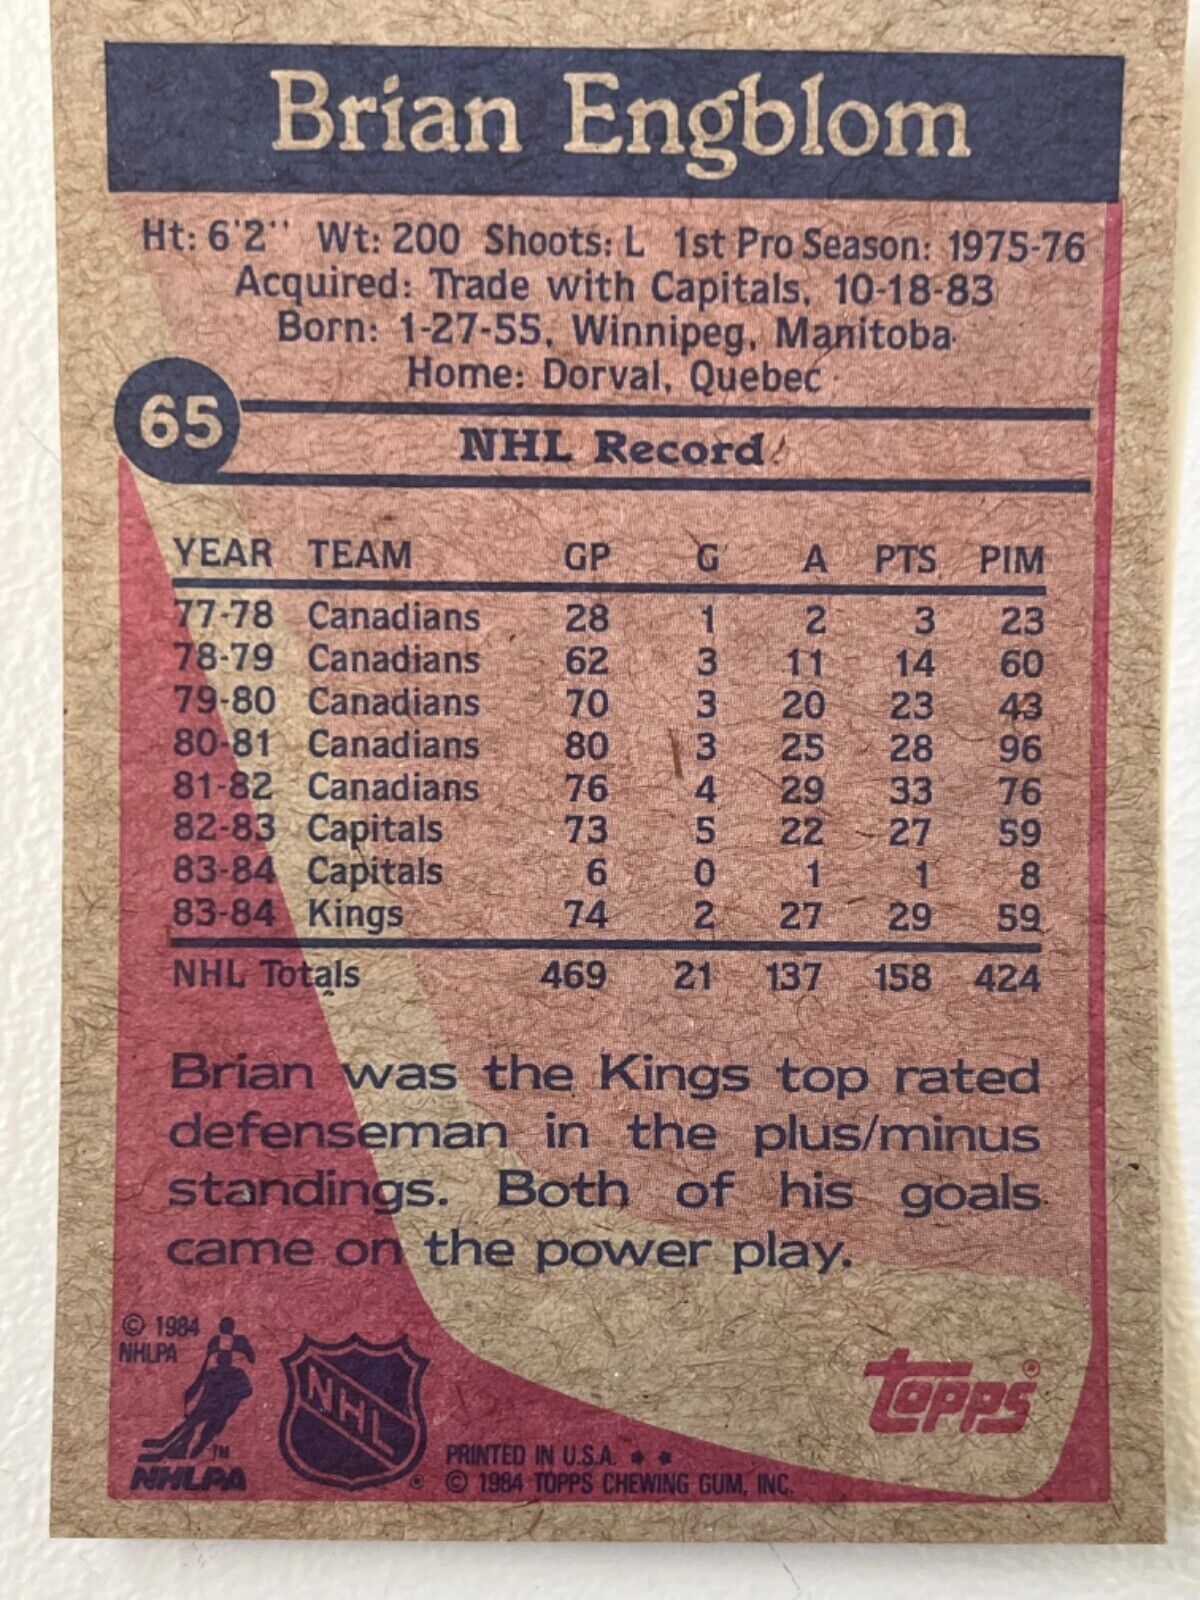 Brian Engblom
Ht: 6'2'' Wt: 200 Shoots: L 1st Pro Season: 1975-76
Acquired: Trade with Capitals, 10-18-83
Born: 1-27-55, Winnipeg, Manitoba
Home: Dorval, Quebec
65
NHL Record
YEAR TEAM GP G A PTS PIM
77-78 Canadians 28 1 2 3 23
78-79 Canadians 62 3 11 14 60
79-80 Canadians 70 3 20 23 43
80-81 Canadians 80 3 25 28 96
81-82 Canadians 76 4 29 33 76
82-83 Capitals 73 5 22 27 59
83-84 Capitals 6 0 1 1 8
83-84 Kings 74 2 27 29 59
NHL Totals 469 21 137 158 424
Brian was the Kings top rated
defenseman in the plus/minus
standings. Both of his goals
came on the power play.
© 1984
NHLPA
TM
NHLPA
NHL
®
PRINTED IN U.S.A. * *
© 1984 TOPPS CHEWING GUM, INC.
topps®